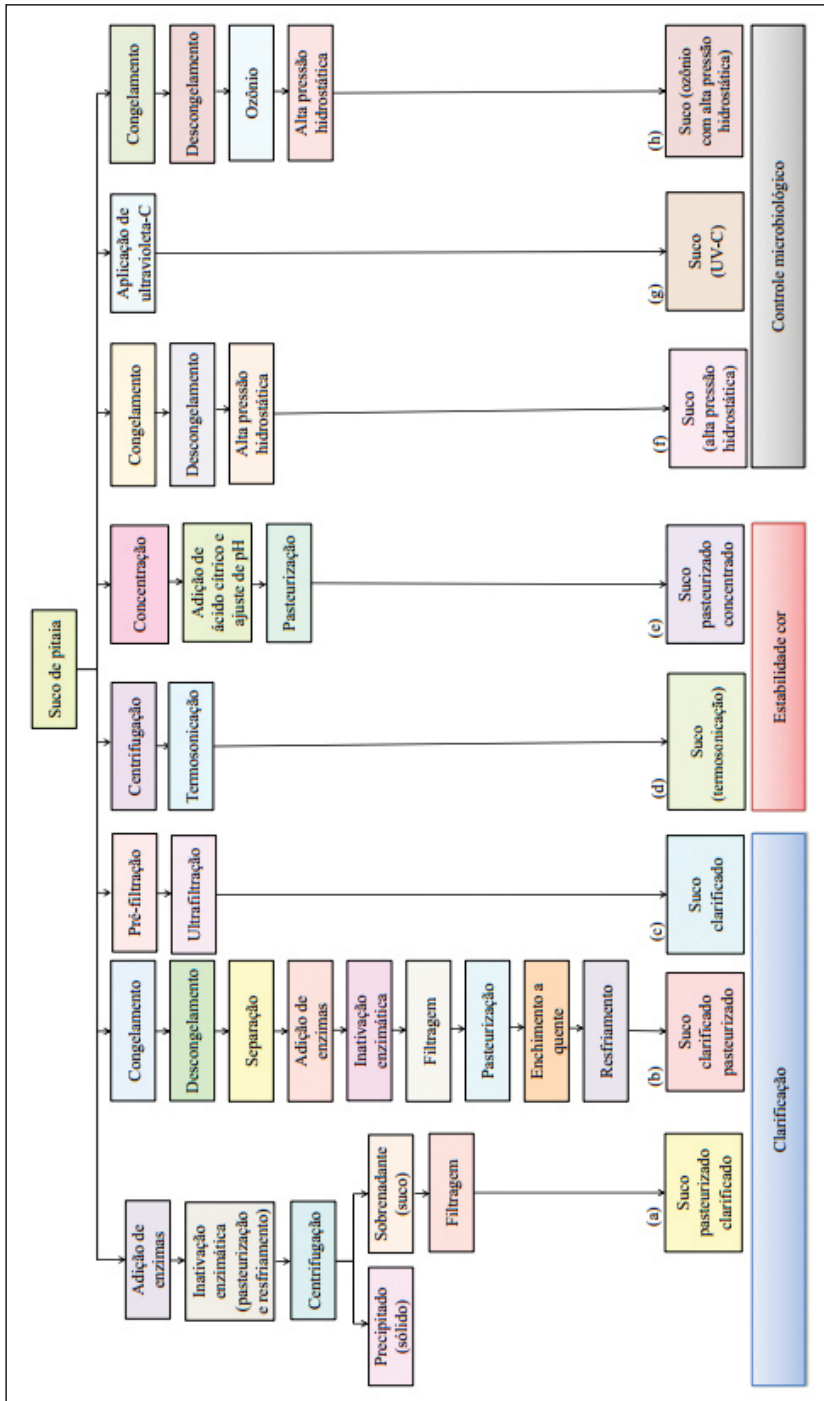 Suco de pitaia
Adição de
enzimas
Inativação
enzimática
(pasteurização
e resfriamento)
Centrifugação
Precipitado
(sólido)
Sobrenadante
(suco)
Filtragem
(a)
Suco
pasteurizado
clarificado
Congelamento
Descongelamento
Separação
Adição de
enzimas
Inativação
enzimática
Filtragem
Pasteurização
Enchimento a
quente
Resfriamento
(b)
Suco
clarificado
pasteurizado
Pré-filtração
Ultrafiltração
(c)
Suco
clarificado
Clarificação
Centrifugação
Termosonicação
(d)
Suco
(termosonicação)
Concentração
Adição de
ácido cítrico e
ajuste de pH
Pasteurização
(e)
Suco
pasteurizado
concentrado
Estabilidade cor
Congelamento
Descongelamento
Alta pressão
hidrostática
(f)
Suco
(alta pressão
hidrostática)
Aplicação de
ultravioleta-C
(g)
Suco
(UV-C)
Congelamento
Descongelamento
Ozônio
Alta pressão
hidrostática
(h)
Suco (ozônio
com alta pressão
hidrostática)
Controle microbiológico